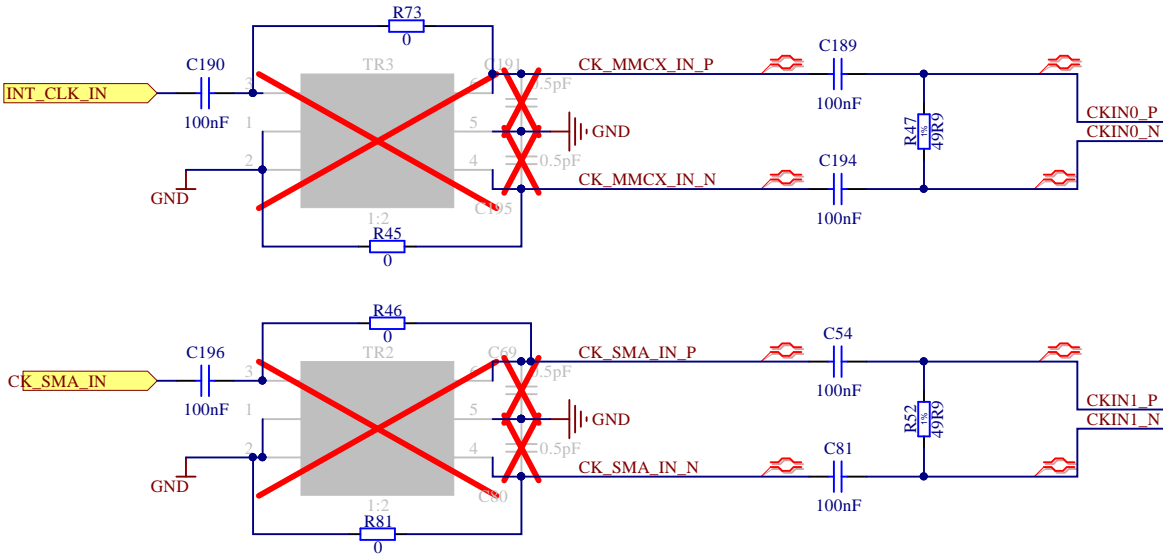 R73
0
C190
TR3
C191
CK_MMCX_IN_P
C189
3
6
0.5pF
INT_CLK_IN
100nF
100nF
CKIN0_P
1
5
GND
R47
1%
49R9
CKIN0_N
2
4
0.5pF
CK_MMCX_IN_N
C194
GND
C195
100nF
1:2
R45
0
R46
0
C196
TR2
C69
CK_SMA_IN_P
C54
3
6
0.5pF
CK_SMA_IN
100nF
100nF
CKIN1_P
1
5
GND
R52
1%
49R9
CKIN1_N
2
4
0.5pF
CK_SMA_IN_N
C81
GND
C80
100nF
1:2
R81
0